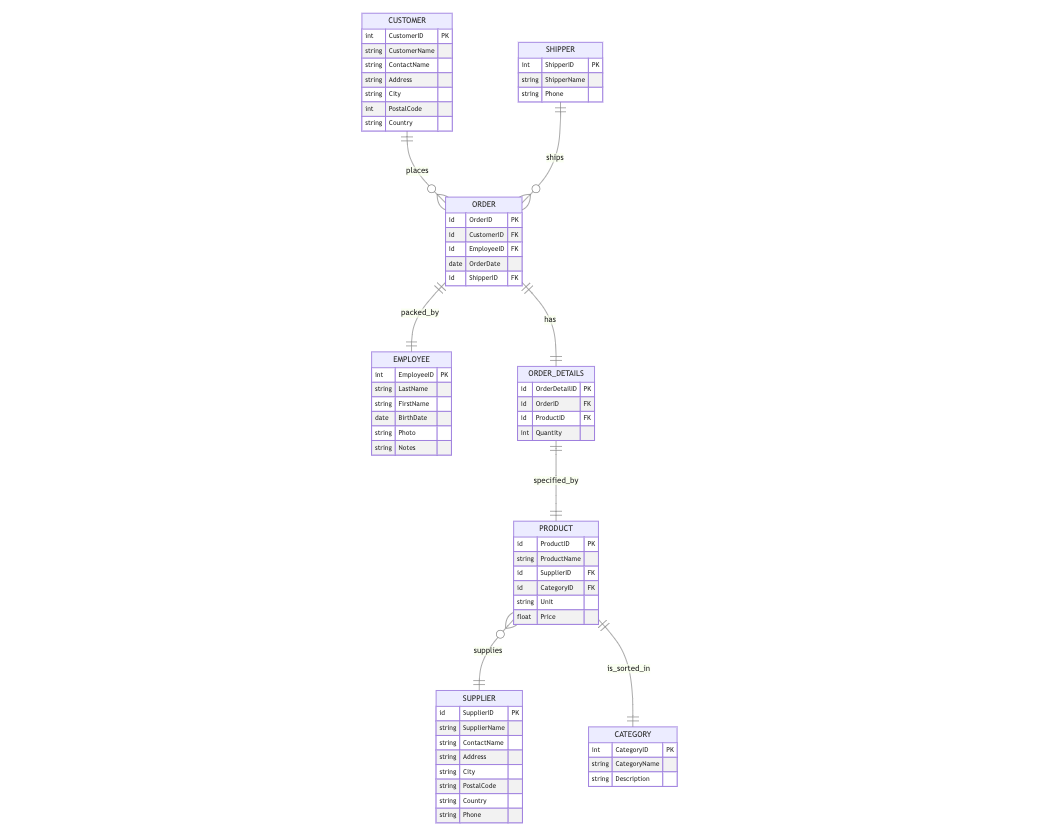 CUSTOMER
int CustomerID PK
string CustomerName
string ContactName
string Address
string City
int PostalCode
string Country
SHIPPER
int ShipperID PK
string ShipperName
string Phone
places
ships
ORDER
id OrderID PK
id CustomerID FK
id EmployeeID FK
date OrderDate
id ShipperID FK
packed_by
has
EMPLOYEE
int EmployeeID PK
string LastName
string FirstName
date BirthDate
string Photo
string Notes
ORDER_DETAILS
id OrderDetailID PK
id OrderID FK
id ProductID FK
int Quantity
specified_by
PRODUCT
id ProductID PK
string ProductName
id SupplierID FK
id CategoryID FK
string Unit
float Price
supplies
is_sorted_in
SUPPLIER
id SupplierID PK
string SupplierName
string ContactName
string Address
string City
string PostalCode
string Country
string Phone
CATEGORY
int CategoryID PK
string CategoryName
string Description